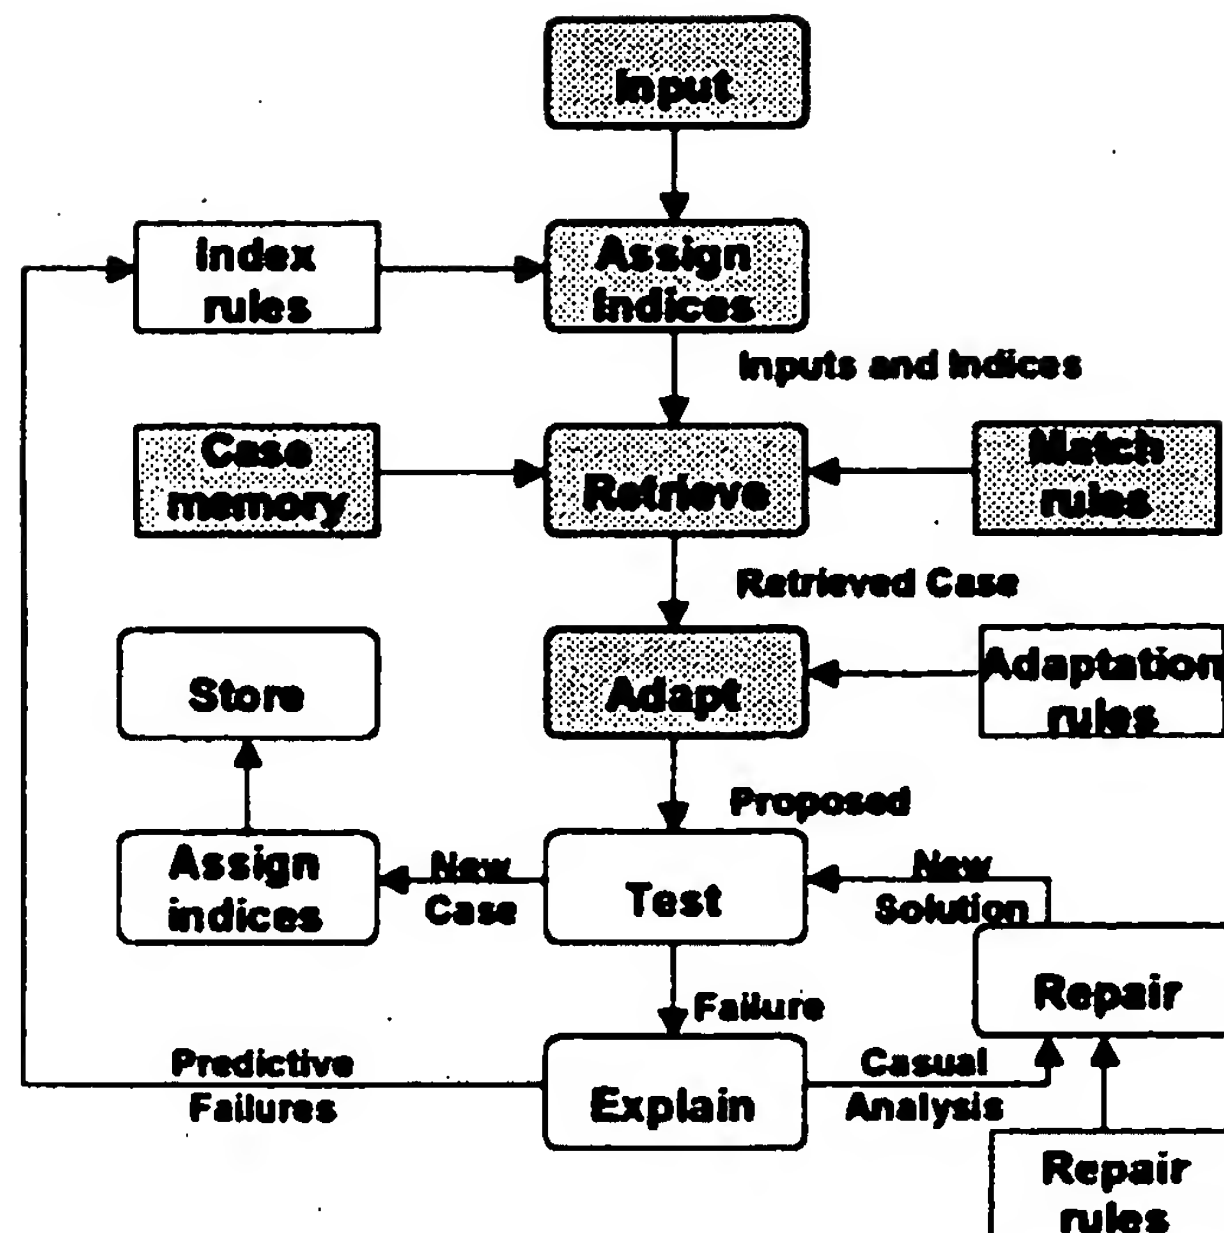 Input
Index
rules
Assign
Indices
Inputs and Indices
Case
memory
Retrieve
Match
rules
Retrieved Case
Store
Adapt
Adaptation
rules
Proposed
Assign
indices
New
Case
Test
New
Solution
Repair
Failure
Predictive
Failures
Explain
Casual
Analysis
Repair
rules